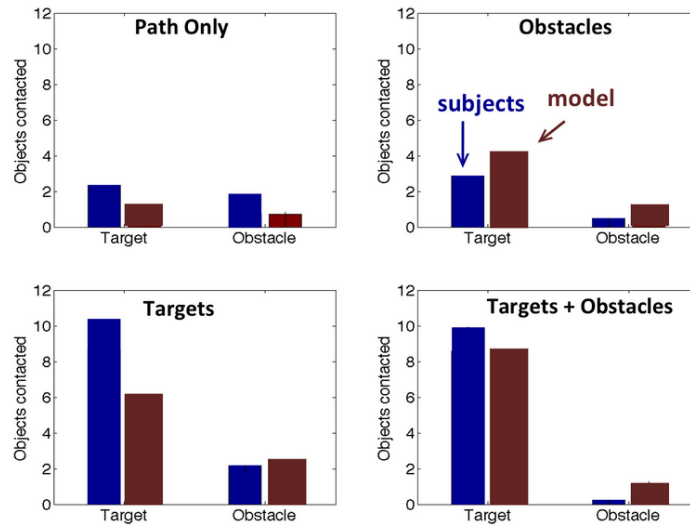 Path Only
12
10
8
6
4
2
0
Objects contacted
Target
Obstacle
Obstacles
12
10
8
6
4
2
0
Objects contacted
subjects
model
Target
Obstacle
Targets
12
10
8
6
4
2
0
Objects contacted
Target
Obstacle
Targets + Obstacles
12
10
8
6
4
2
0
Objects contacted
Target
Obstacle